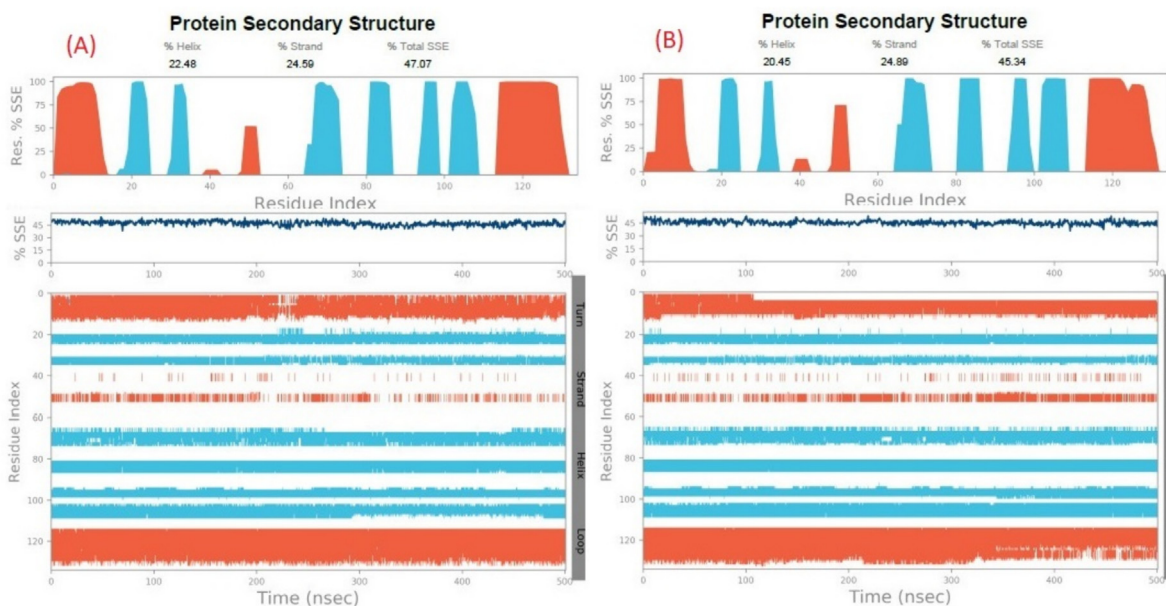 Protein Secondary Structure
(A)
% Helix % Strand % Total SSE
22.48 24.59 47.07
Res. % SSE
100
75
50
25
0
0 20 40 60 80 100 120
Residue Index
% SSE
45
30
15
0
0 100 200 300 400 500
Residue Index
0
20
40
60
80
100
120
Turn
Strand
Helix
Loop
0 100 200 300 400 500
Time (nsec)
Protein Secondary Structure
(B)
% Helix % Strand % Total SSE
20.45 24.89 45.34
Res. % SSE
100
75
50
25
0
0 20 40 60 80 100 120
Residue Index
% SSE
45
30
15
0
0 100 200 300 400 500
Residue Index
0
20
40
60
80
100
120
0 100 200 300 400 500
Time (nsec)